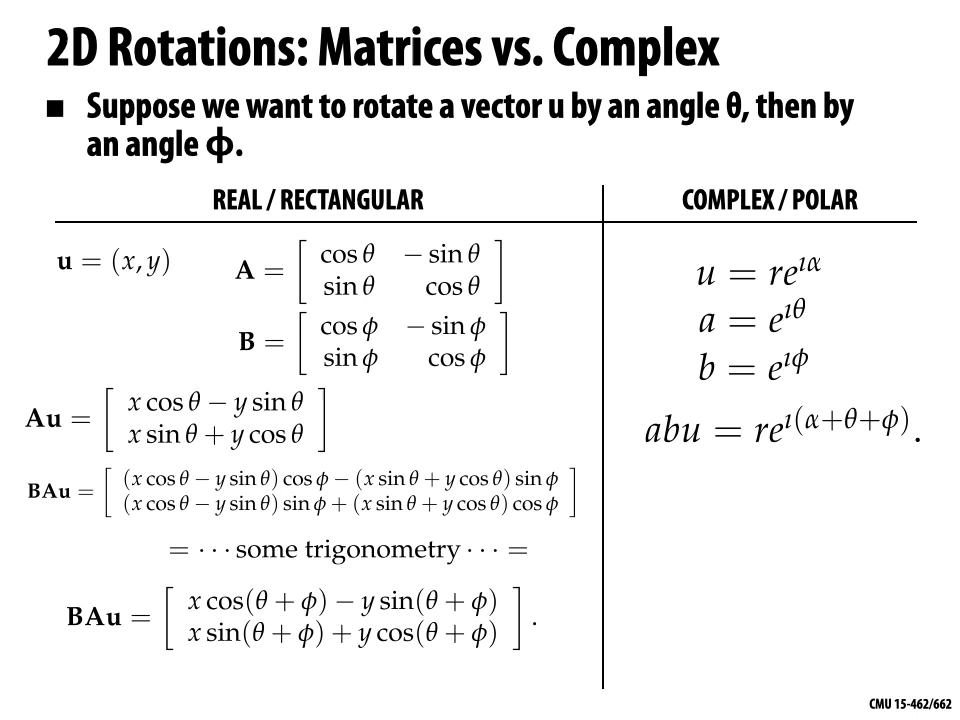 2D Rotations: Matrices vs. Complex
■ Suppose we want to rotate a vector u by an angle θ, then by
an angle ϕ.
REAL / RECTANGULAR
u = (x, y)
A = [ cos θ − sin θ
sin θ cos θ ]
B = [ cos ϕ − sin ϕ
sin ϕ cos ϕ ]
Au = [ x cos θ − y sin θ
x sin θ + y cos θ ]
BAu = [ (x cos θ − y sin θ) cos ϕ − (x sin θ + y cos θ) sin ϕ
(x cos θ − y sin θ) sin ϕ + (x sin θ + y cos θ) cos ϕ ]
= ··· some trigonometry ··· =
BAu = [ x cos(θ + ϕ) − y sin(θ + ϕ)
x sin(θ + ϕ) + y cos(θ + ϕ) ].
COMPLEX / POLAR
u = re^{ıα}
a = e^{ıθ}
b = e^{ıϕ}
abu = re^{ı(α+θ+ϕ)}.
CMU 15-462/662